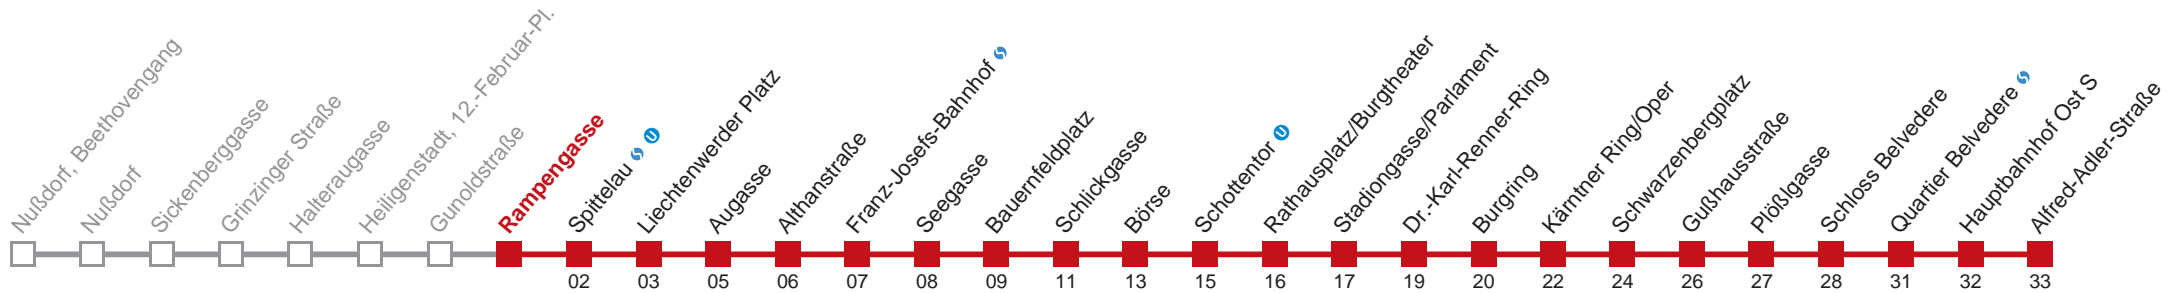 Nußdorf, Beethovengang
Nußdorf
Sickenberggasse
Grinzinger Straße
Halteraugasse
Heiligenstadt, 12.-Februar-Pl.
Gunoldstraße
Rampengasse
Spittelau S U
Liechtenwerder Platz
Augasse
Althanstraße
Franz-Josefs-Bahnhof S
Seegasse
Bauernfeldplatz
Schlickgasse
Börse
Schottentor U
Rathausplatz/Burgtheater
Stadiongasse/Parlament
Dr.-Karl-Renner-Ring
Burgring
Kärntner Ring/Oper
Schwarzenbergplatz
Gußhausstraße
Plößlgasse
Schloss Belvedere
Quartier Belvedere S
Hauptbahnhof Ost S
Alfred-Adler-Straße
02 03 05 06 07 08 09 11 13 15 16 17 19 20 22 24 26 27 28 31 32 33